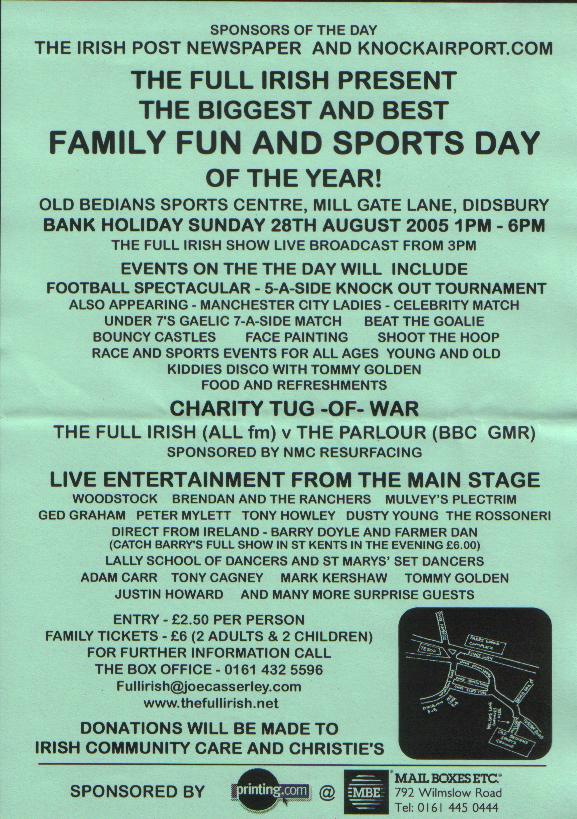 SPONSORS OF THE DAY
THE IRISH POST NEWSPAPER AND KNOCKAIRPORT.COM
THE FULL IRISH PRESENT
THE BIGGEST AND BEST
FAMILY FUN AND SPORTS DAY
OF THE YEAR!
OLD BEDIANS SPORTS CENTRE, MILL GATE LANE, DIDSBURY
BANK HOLIDAY SUNDAY 28TH AUGUST 2005 1PM - 6PM
THE FULL IRISH SHOW LIVE BROADCAST FROM 3PM
EVENTS ON THE THE DAY WILL INCLUDE
FOOTBALL SPECTACULAR - 5-A-SIDE KNOCK OUT TOURNAMENT
ALSO APPEARING - MANCHESTER CITY LADIES - CELEBRITY MATCH
UNDER 7'S GAELIC 7-A-SIDE MATCH BEAT THE GOALIE
BOUNCY CASTLES FACE PAINTING SHOOT THE HOOP
RACE AND SPORTS EVENTS FOR ALL AGES YOUNG AND OLD
KIDDIES DISCO WITH TOMMY GOLDEN
FOOD AND REFRESHMENTS
CHARITY TUG -OF- WAR
THE FULL IRISH (ALL fm) v THE PARLOUR (BBC GMR)
SPONSORED BY NMC RESURFACING
LIVE ENTERTAINMENT FROM THE MAIN STAGE
WOODSTOCK BRENDAN AND THE RANCHERS MULVEY'S PLECTRIM
GED GRAHAM PETER MYLETT TONY HOWLEY DUSTY YOUNG THE ROSSONERI
DIRECT FROM IRELAND - BARRY DOYLE AND FARMER DAN
(CATCH BARRY'S FULL SHOW IN ST KENTS IN THE EVENING £6.00)
LALLY SCHOOL OF DANCERS AND ST MARYS' SET DANCERS
ADAM CARR TONY CAGNEY MARK KERSHAW TOMMY GOLDEN
JUSTIN HOWARD AND MANY MORE SURPRISE GUESTS
ENTRY - £2.50 PER PERSON
FAMILY TICKETS - £6 (2 ADULTS & 2 CHILDREN)
FOR FURTHER INFORMATION CALL
THE BOX OFFICE - 0161 432 5596
Fullirish@joecasserley.com
www.thefullirish.net
DONATIONS WILL BE MADE TO
IRISH COMMUNITY CARE AND CHRISTIE'S
TESCO
SPONSORED BY printing.com @ MBE MAIL BOXES ETC.®
792 Wilmslow Road
Tel: 0161 445 0444